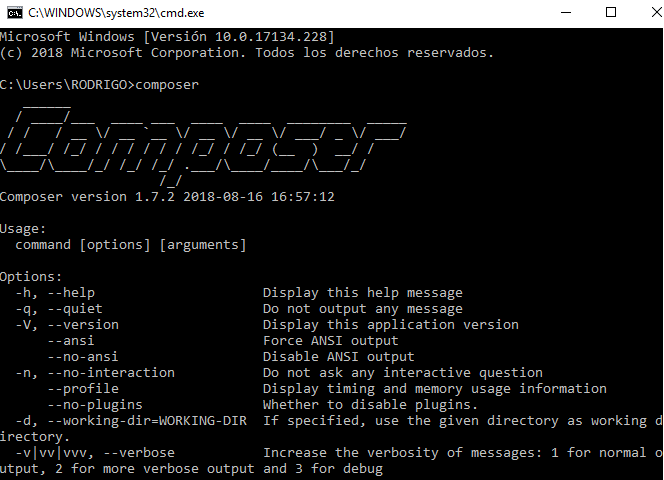 C:\WINDOWS\system32\cmd.exe
Microsoft Windows [Versión 10.0.17134.228]
(c) 2018 Microsoft Corporation. Todos los derechos reservados.
C:\Users\RODRIGO>composer
Composer
Composer version 1.7.2 2018-08-16 16:57:12
Usage:
command [options] [arguments]
Options:
-h, --help Display this help message
-q, --quiet Do not output any message
-V, --version Display this application version
--ansi Force ANSI output
--no-ansi Disable ANSI output
-n, --no-interaction Do not ask any interactive question
--profile Display timing and memory usage information
--no-plugins Whether to disable plugins.
-d, --working-dir=WORKING-DIR If specified, use the given directory as working d
irectory.
-v|vv|vvv, --verbose Increase the verbosity of messages: 1 for normal o
utput, 2 for more verbose output and 3 for debug